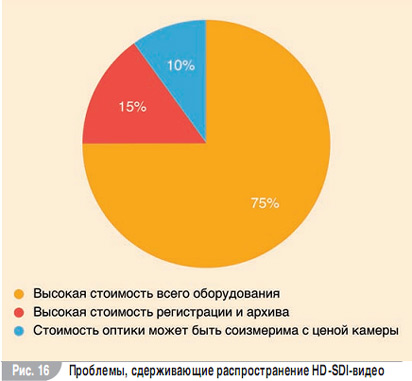 10%
15%
75%
Высокая стоимость всего оборудования
Высокая стоимость регистрации и архива
Стоимость оптики может быть соизмерима с ценой камеры
Рис. 16 Проблемы, сдерживающие распространение HD-SDI-видео